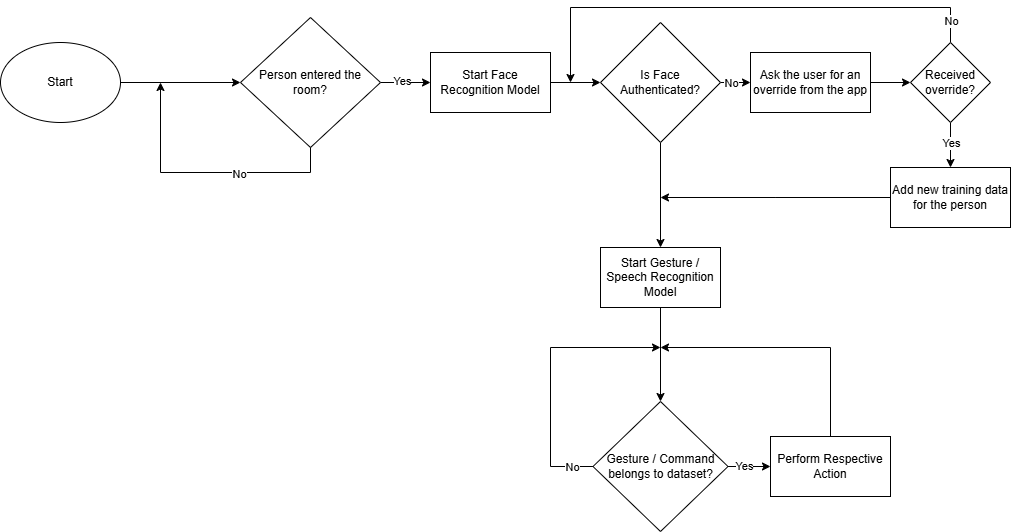 No
Start
Person entered the
room?
Yes
Start Face
Recognition Model
Is Face
Authenticated?
No
Ask the user for an
override from the app
Received
override?
No
Yes
Add new training data
for the person
Start Gesture /
Speech Recognition
Model
Gesture / Command
belongs to dataset?
No
Yes
Perform Respective
Action